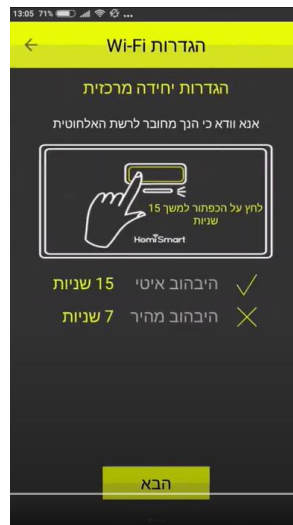 13:05 71% ...
הגדרות Wi-Fi
הגדרות יחידה מרכזית
אנא וודא כי הנך מחובר לרשת האלחוטית
לחץ על הכפתור למשך 15
שניות
HomiSmart
היבהוב איטי 15 שניות
היבהוב מהיר 7 שניות
הבא